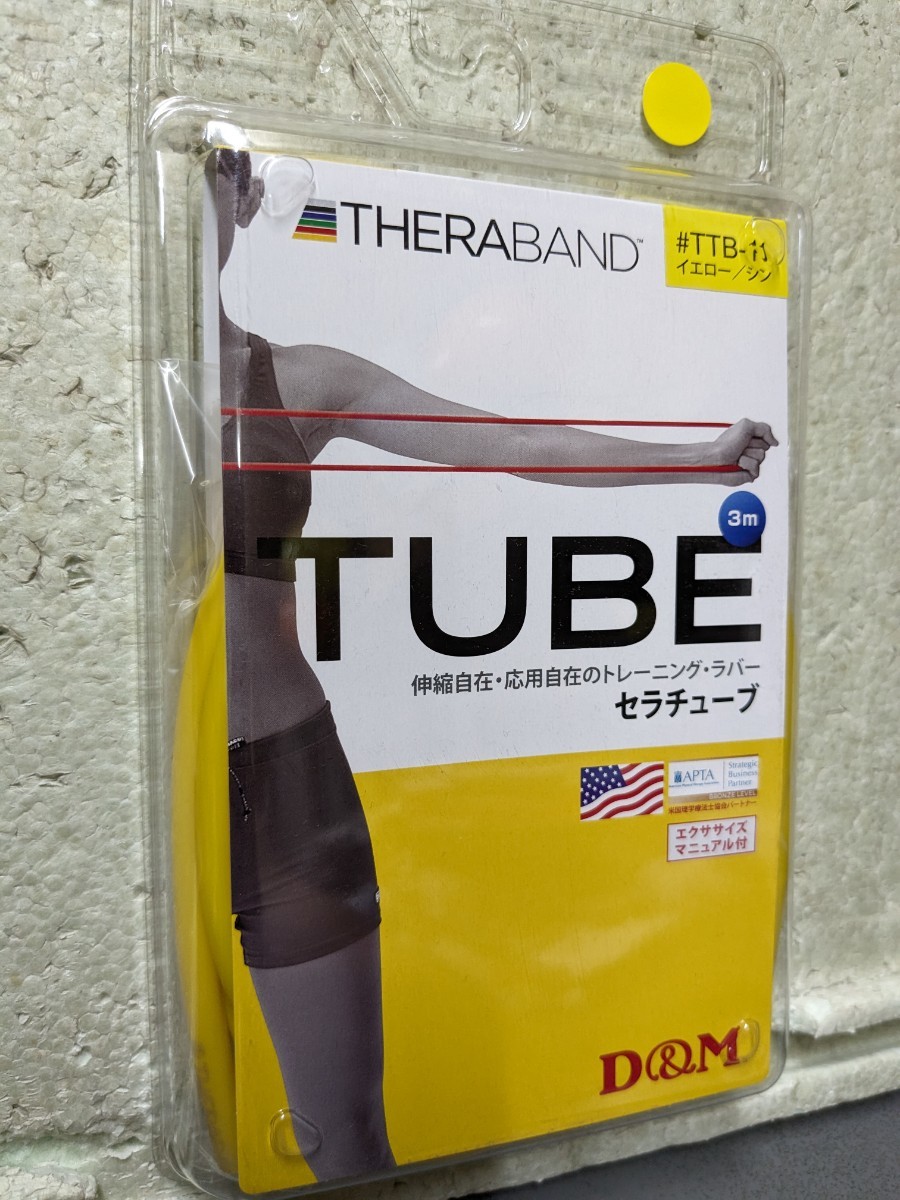 THERABAND™
#TTB-11
イエロー/シン
3m
TUBE
伸縮自在・応用自在のトレーニング・ラバー
セラチューブ
APTA
Strategic
Business
Partner
BRONZE LEVEL
米国理学療法士協会パートナー
エクササイズ
マニュアル付
D&M